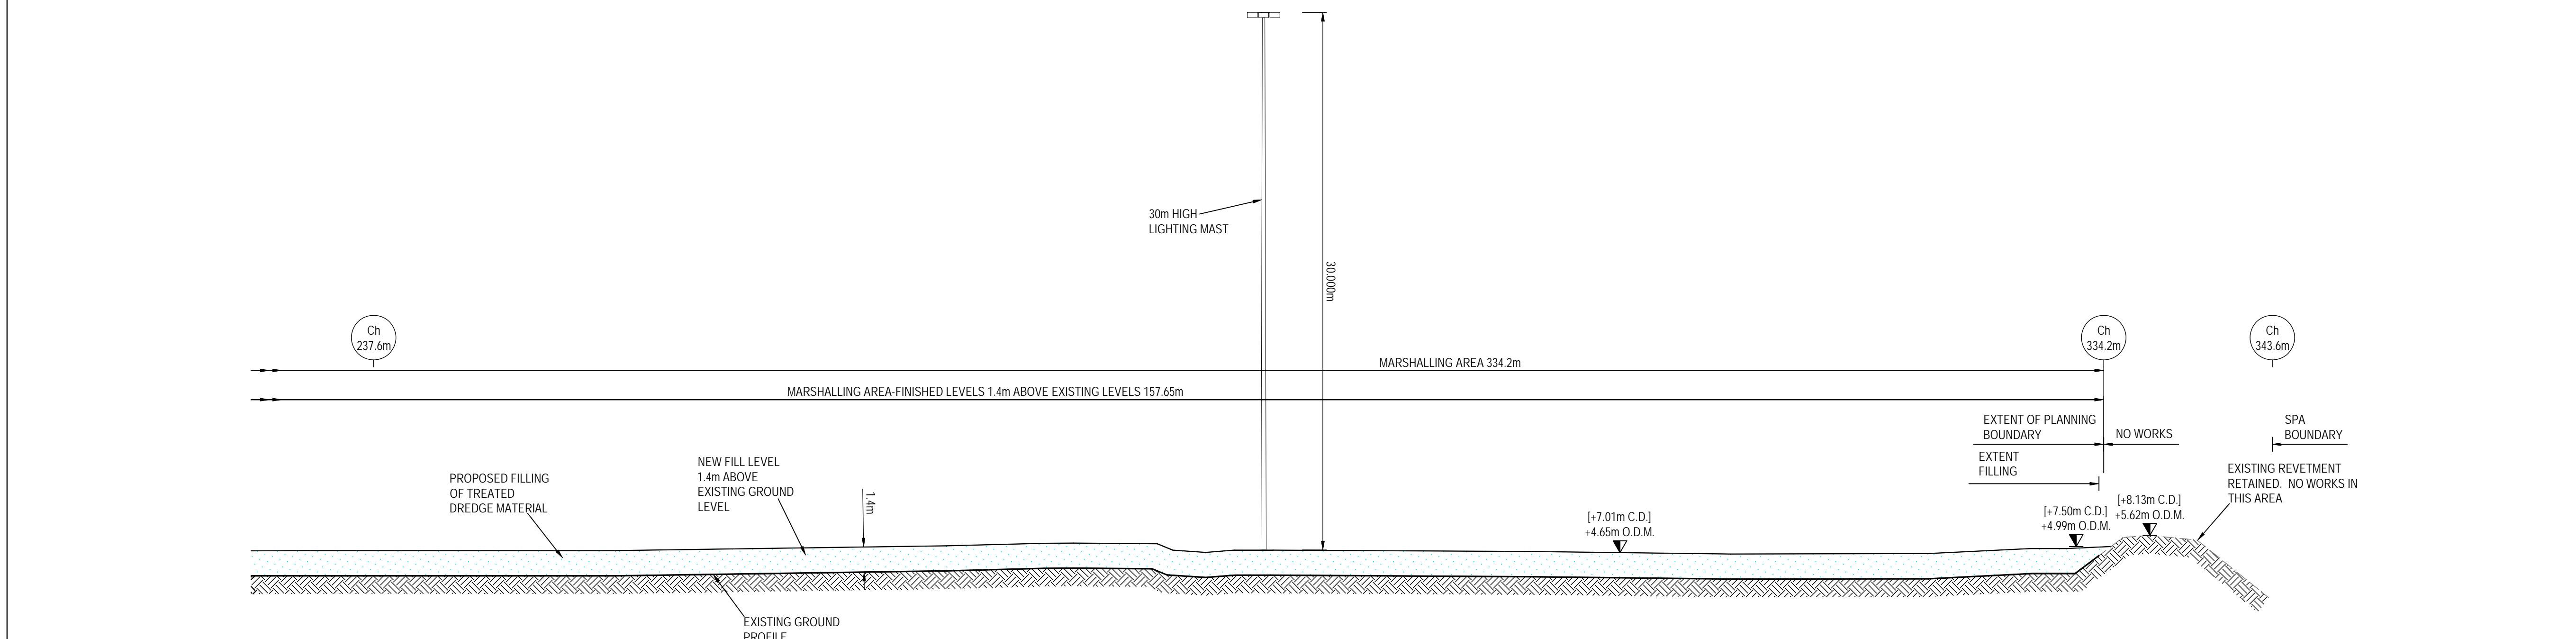 30m HIGH
LIGHTING MAST
30.000m
Ch
237.6m
Ch
334.2m
Ch
343.6m
MARSHALLING AREA 334.2m
MARSHALLING AREA-FINISHED LEVELS 1.4m ABOVE EXISTING LEVELS 157.65m
EXTENT OF PLANNING
BOUNDARY
NO WORKS
SPA
BOUNDARY
EXTENT
FILLING
NEW FILL LEVEL
1.4m ABOVE
EXISTING GROUND
LEVEL
PROPOSED FILLING
OF TREATED
DREDGE MATERIAL
1.4m
EXISTING REVETMENT
RETAINED.  NO WORKS IN
THIS AREA
[+7.01m C.D.]
+4.65m O.D.M.
[+7.50m C.D.]
+4.99m O.D.M.
[+8.13m C.D.]
+5.62m O.D.M.
EXISTING GROUND
PROFILE